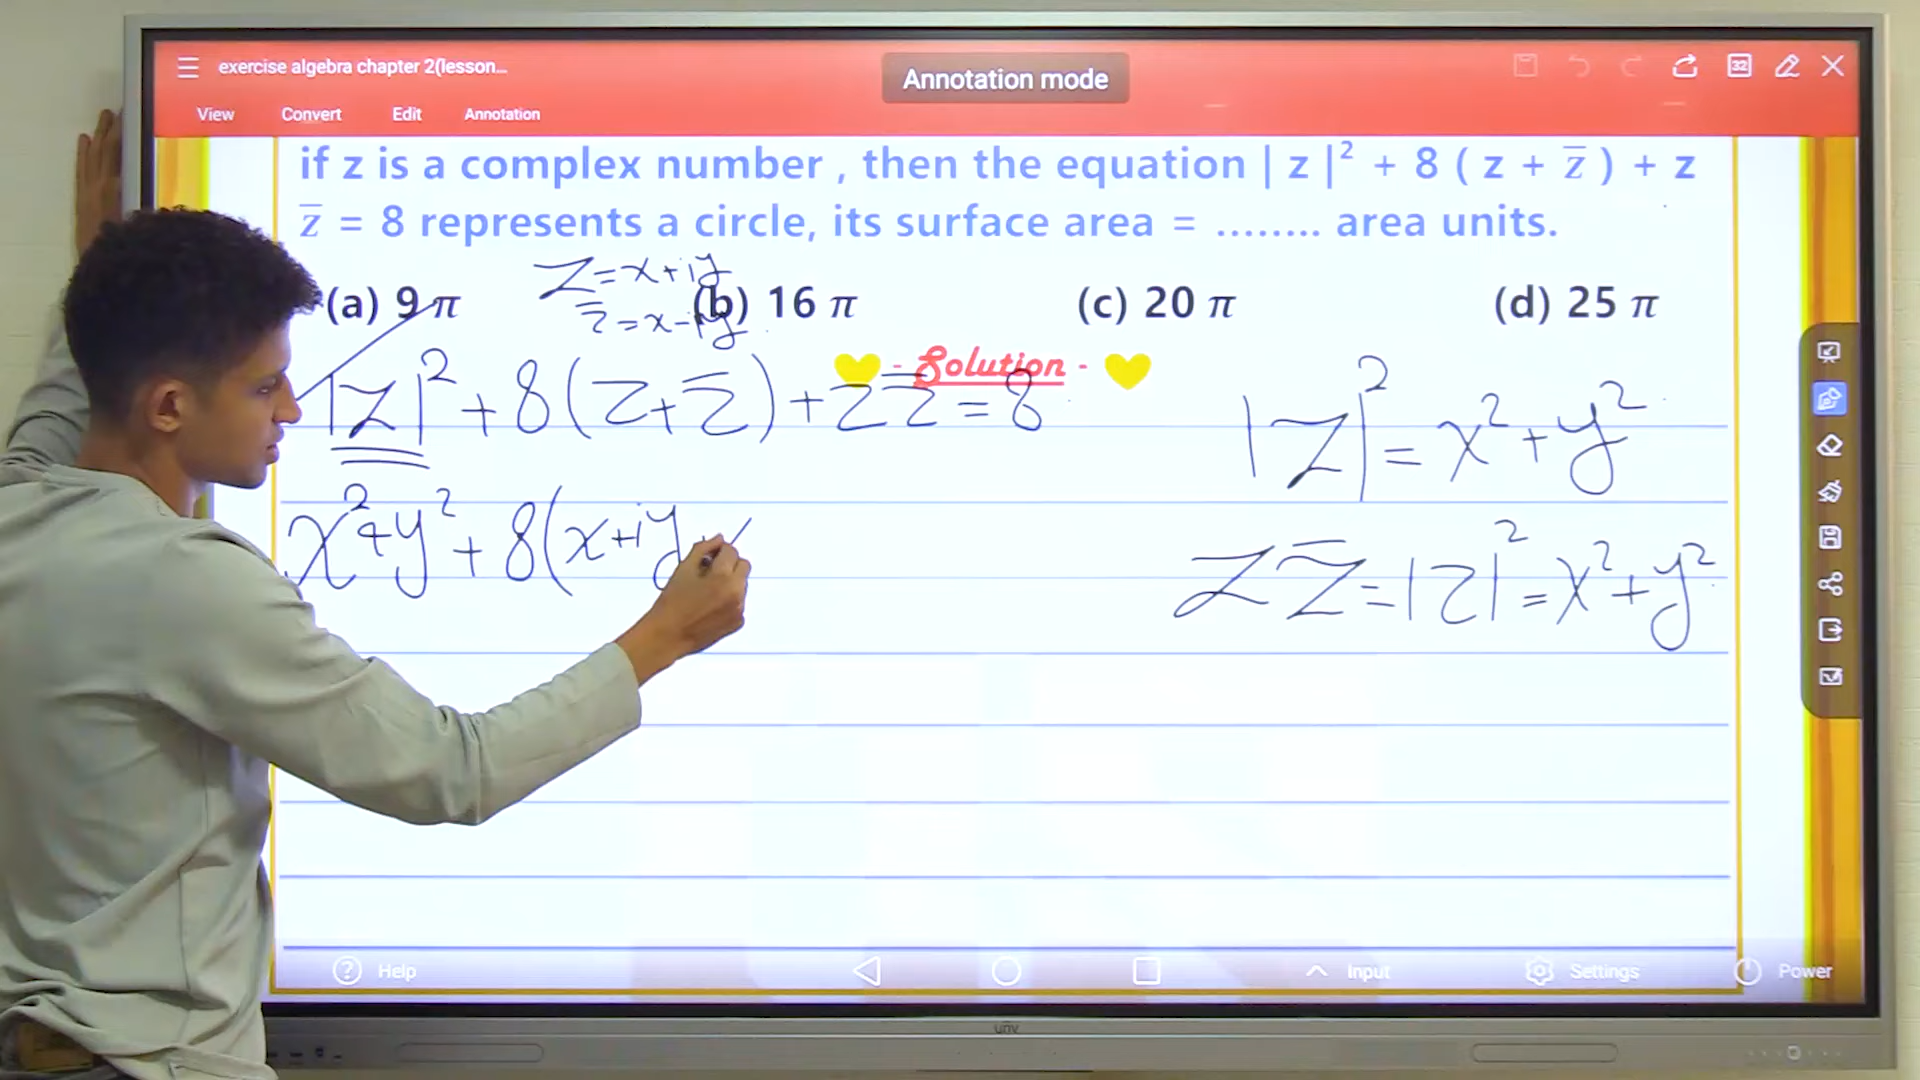 exercise algebra chapter 2(lesson...
Annotation mode
32
View Convert Edit Annotation
if z is a complex number , then the equation | z |² + 8 ( z + z̅ ) + z
z̅ = 8 represents a circle, its surface area = ........ area units.
z = x + iy
z̅ = x - iy
(a) 9 π (b) 16 π (c) 20 π (d) 25 π
- Solution -
|z|² + 8(z + z̅) + z z̅ = 8
|z|² = x² + y²
x² + y² + 8(x + iy +
z z̅ = |z|² = x² + y²
? Help Input Settings Power
unv